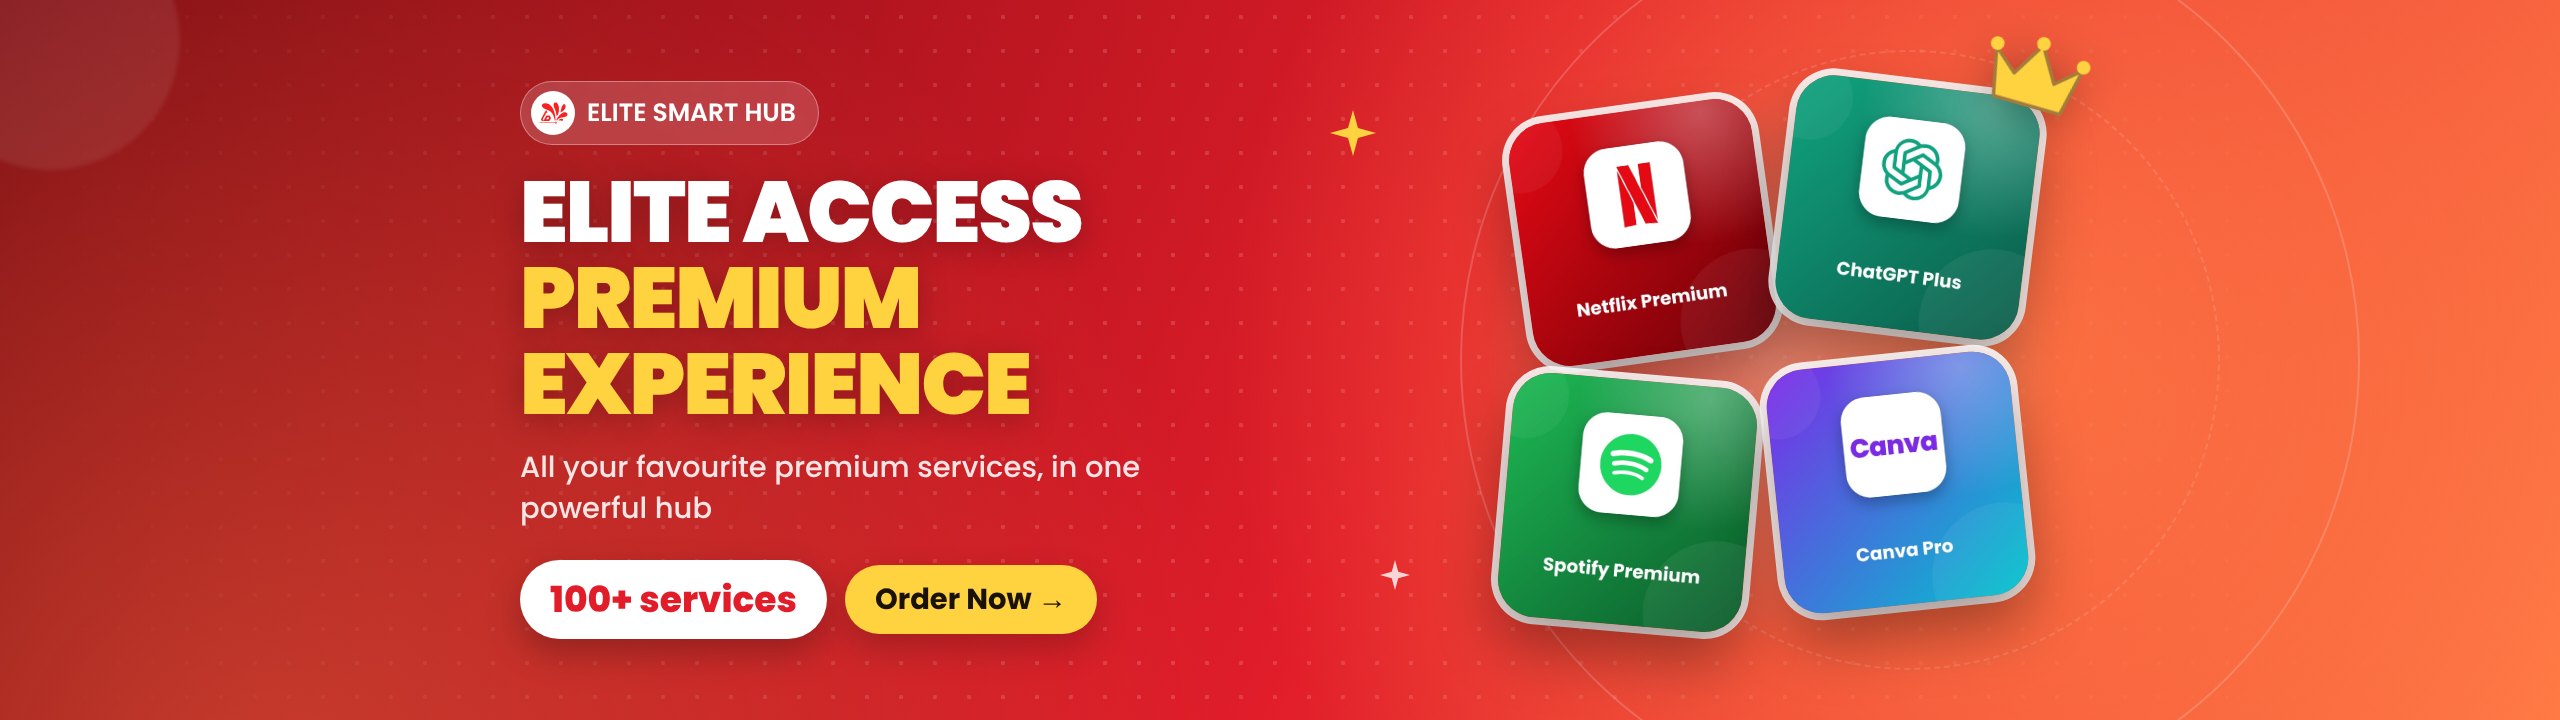 ELITE SMART HUB
ELITE ACCESS
PREMIUM
EXPERIENCE
All your favourite premium services, in one
powerful hub
100+ services
Order Now →
Netflix Premium
ChatGPT Plus
Spotify Premium
Canva
Canva Pro